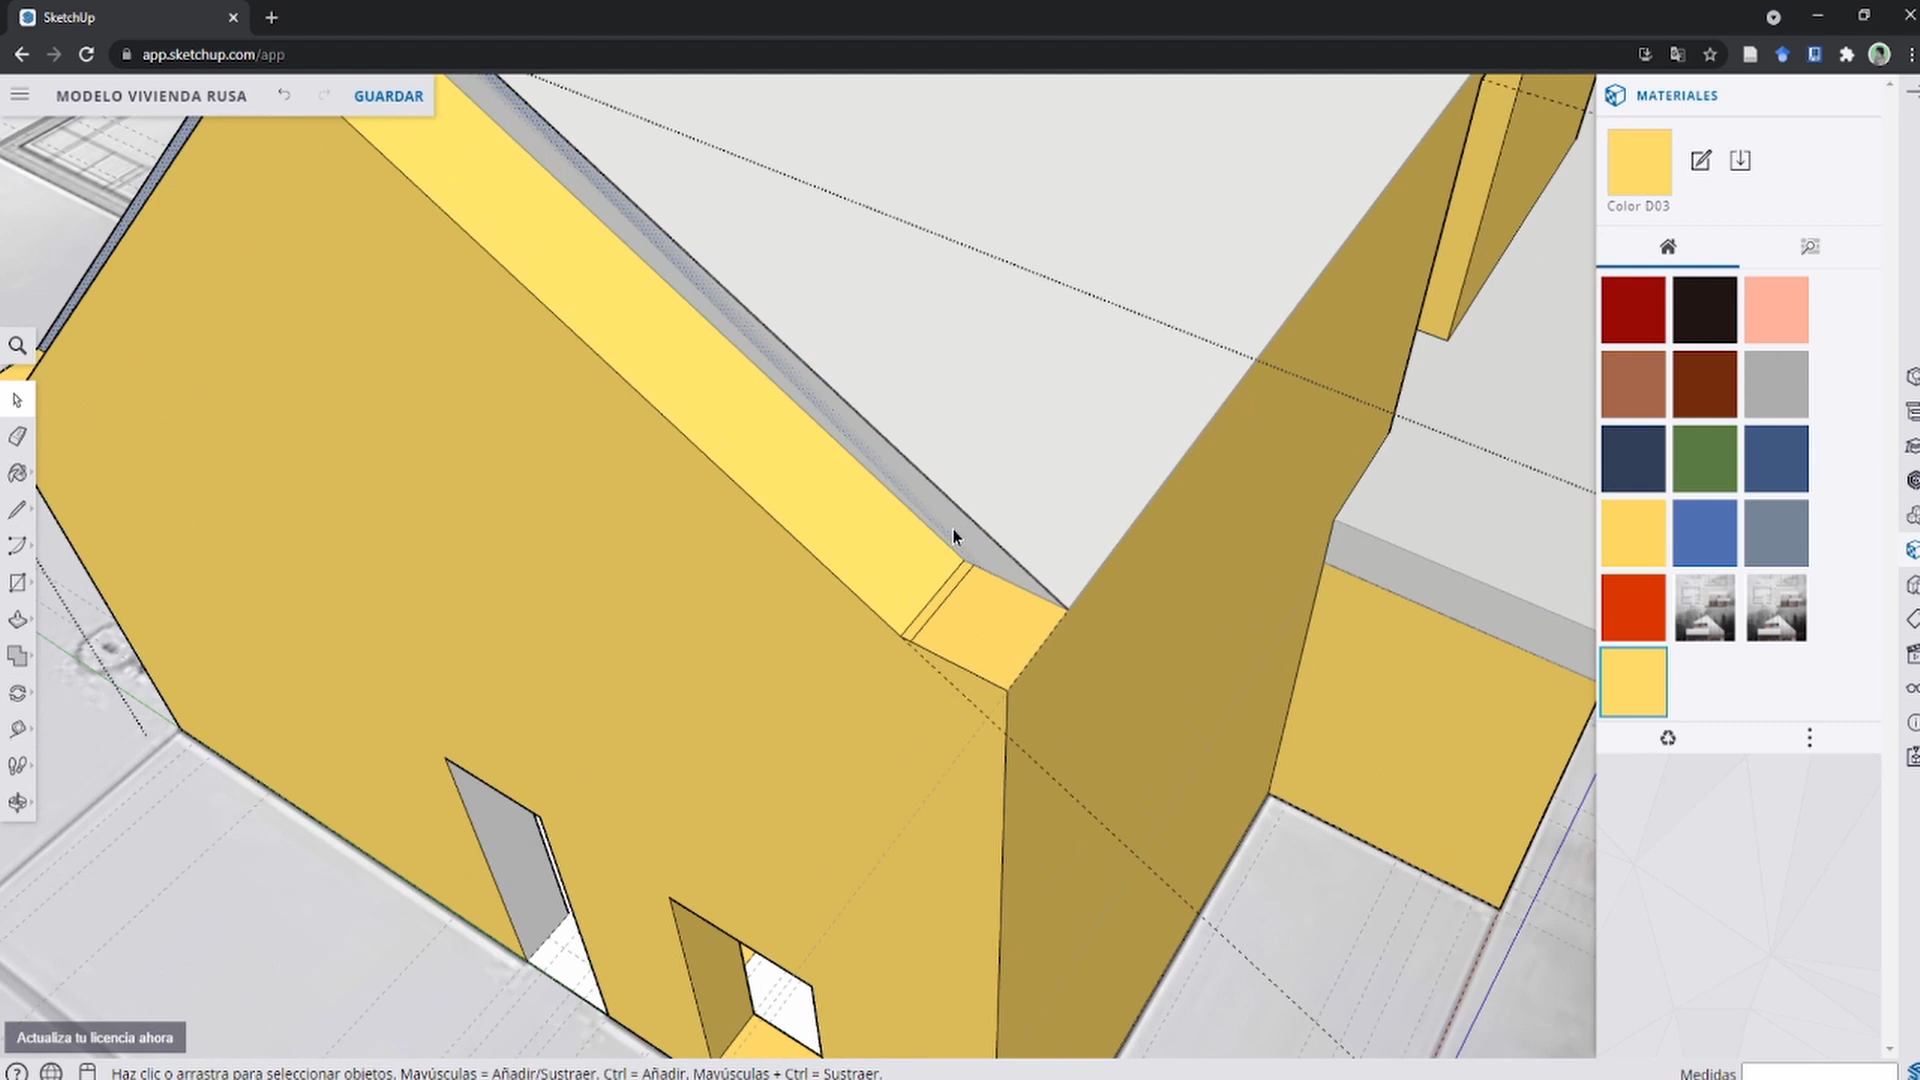 SketchUp
app.sketchup.com/app
MODELO VIVIENDA RUSA
GUARDAR
MATERIALES
Color D03
Actualiza tu licencia ahora
Haz clic o arrastra para seleccionar objetos. Mayúsculas = Añadir/Sustraer. Ctrl = Añadir. Mayúsculas + Ctrl = Sustraer.
Medidas